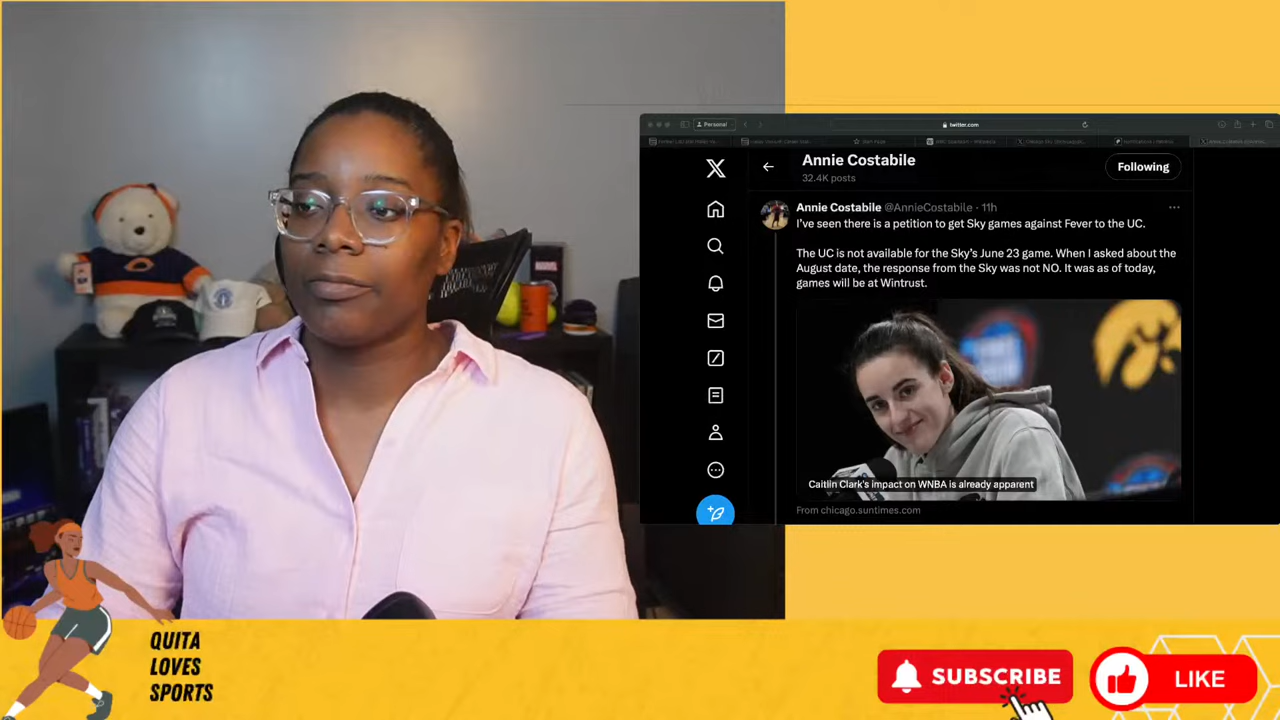 Personal
twitter.com
Annie Costabile
32.4K posts
Following
Annie Costabile @AnnieCostabile · 11h
I've seen there is a petition to get Sky games against Fever to the UC.
The UC is not available for the Sky's June 23 game. When I asked about the
August date, the response from the Sky was not NO. It was as of today,
games will be at Wintrust.
Caitlin Clark's impact on WNBA is already apparent
From chicago.suntimes.com
MARVEL
QUITA
LOVES
SPORTS
SUBSCRIBE
LIKE